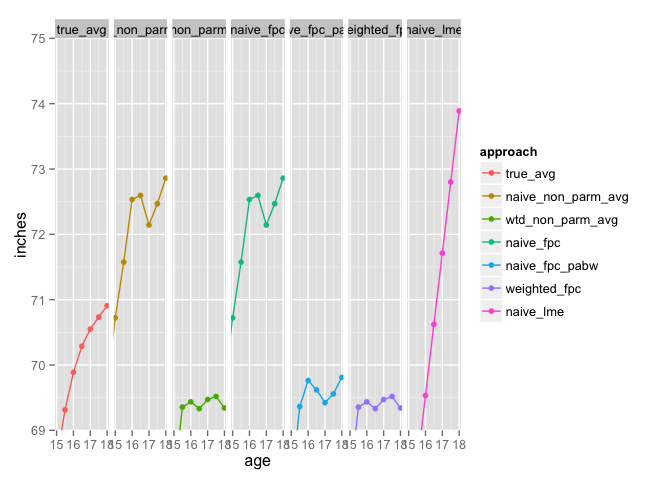 true_avg
_non_parm
non_parm
naive_fpc
ve_fpc_pa
eighted_fp
naive_lme
75
74
73
72
71
70
69
inches
15 16 17 18
15 16 17 18
15 16 17 18
15 16 17 18
15 16 17 18
15 16 17 18
15 16 17 18
age
approach
true_avg
naive_non_parm_avg
wtd_non_parm_avg
naive_fpc
naive_fpc_pabw
weighted_fpc
naive_lme